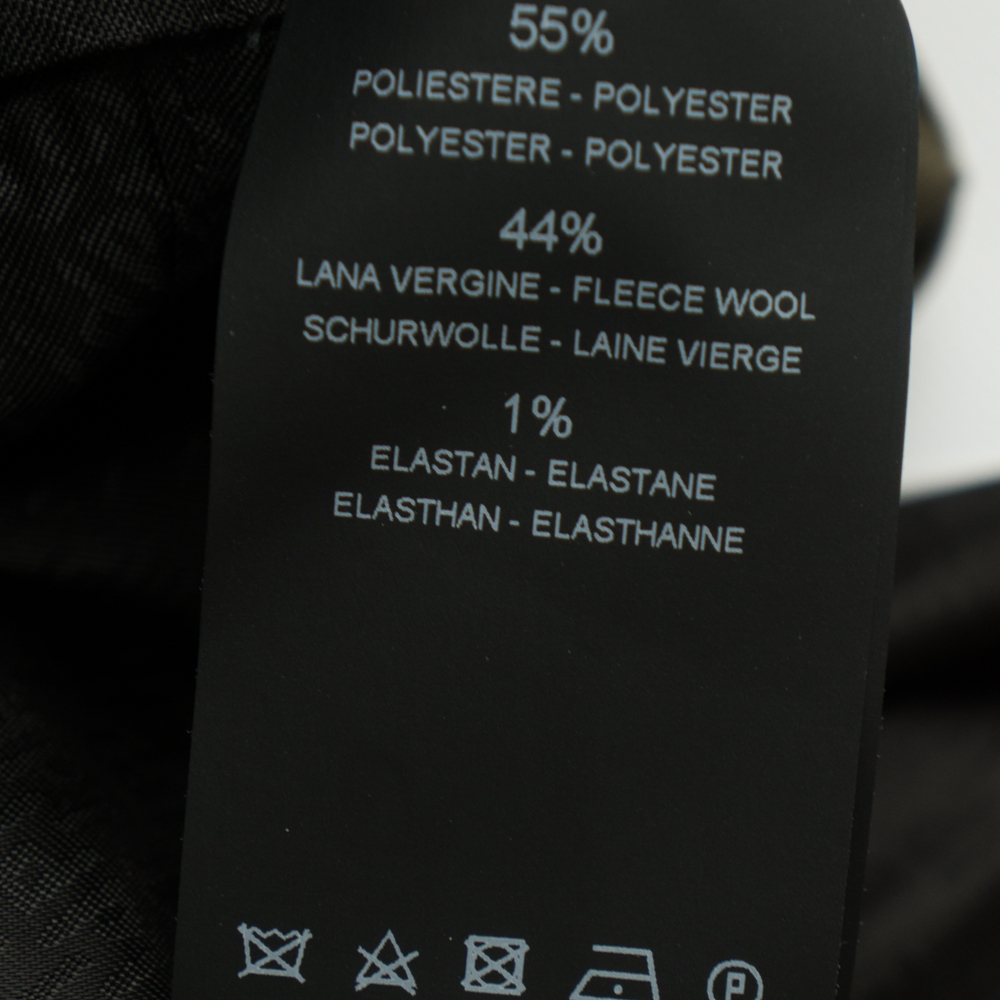 55%
POLIESTERE - POLYESTER
POLYESTER - POLYESTER
44%
LANA VERGINE - FLEECE WOOL
SCHURWOLLE - LAINE VIERGE
1%
ELASTAN - ELASTANE
ELASTHAN - ELASTHANNE
P